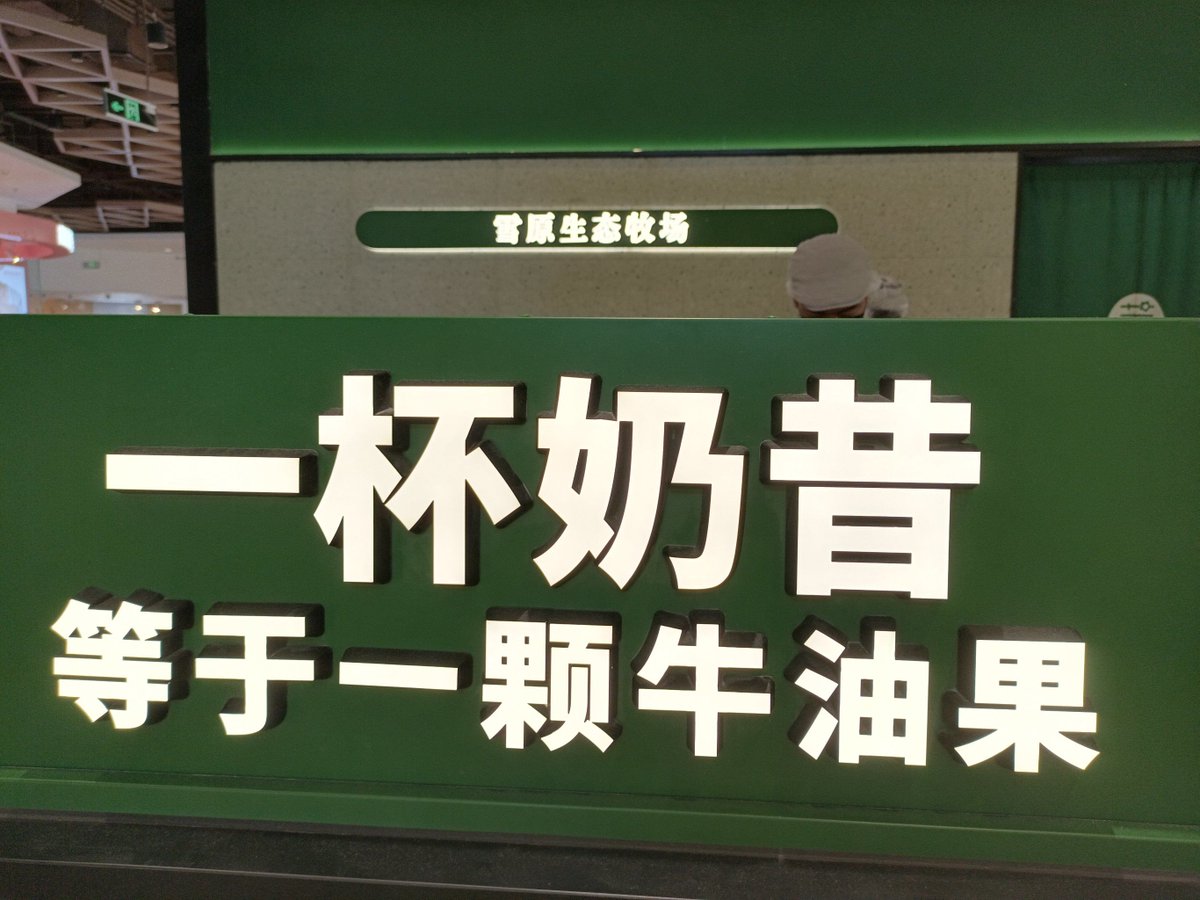 雪原生态牧场
一杯奶昔
等于一颗牛油果